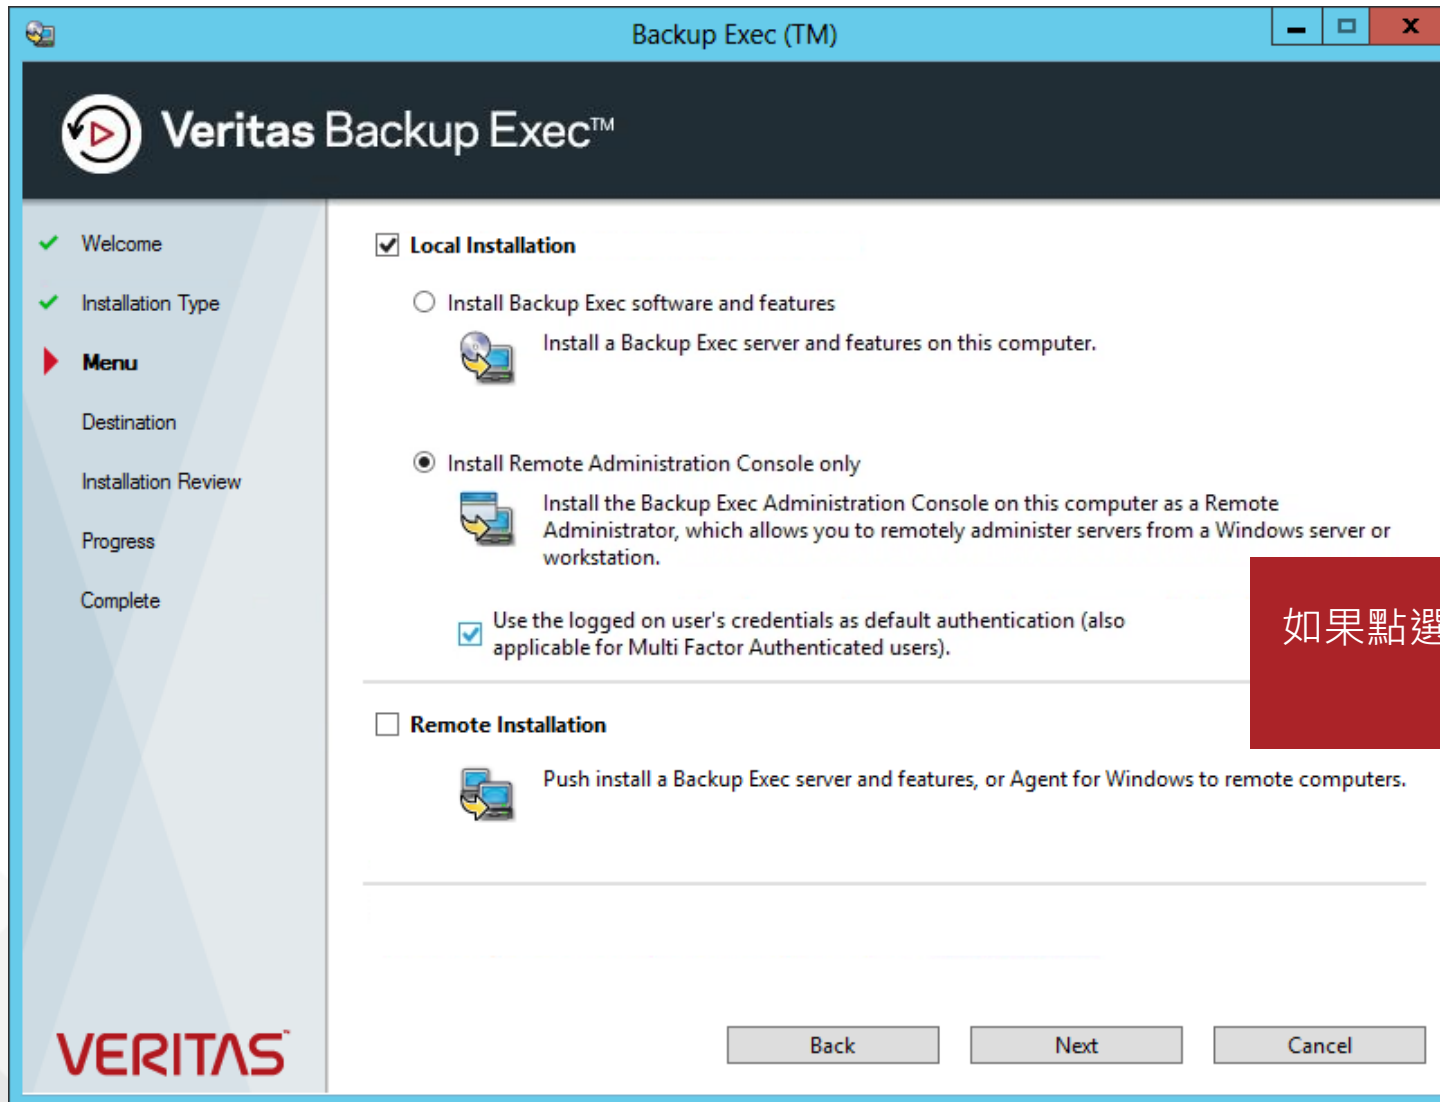 Backup Exec (TM)
Veritas Backup Exec™
Welcome
Installation Type
Menu
Destination
Installation Review
Progress
Complete
VERITAS™
Local Installation
Install Backup Exec software and features
Install a Backup Exec server and features on this computer.
Install Remote Administration Console only
Install the Backup Exec Administration Console on this computer as a Remote
Administrator, which allows you to remotely administer servers from a Windows server or
workstation.
Use the logged on user's credentials as default authentication (also
applicable for Multi Factor Authenticated users).
如果點選
Remote Installation
Push install a Backup Exec server and features, or Agent for Windows to remote computers.
Back
Next
Cancel